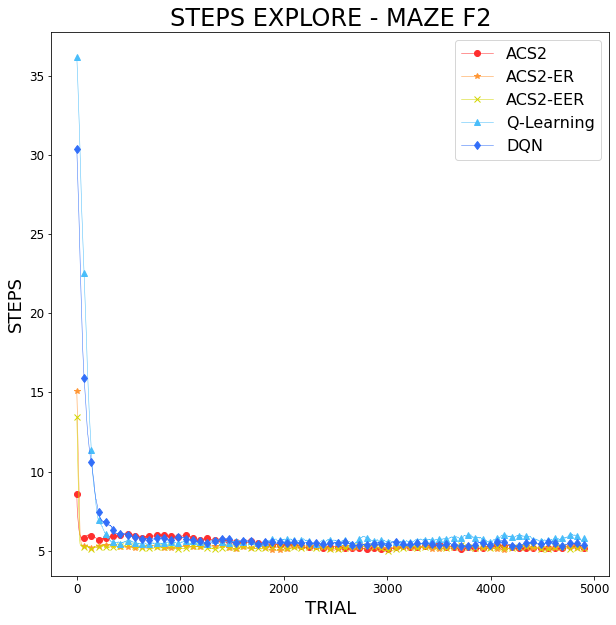 STEPS EXPLORE - MAZE F2
ACS2
ACS2-ER
ACS2-EER
Q-Learning
DQN
STEPS
35
30
25
20
15
10
5
0
1000
2000
3000
4000
5000
TRIAL